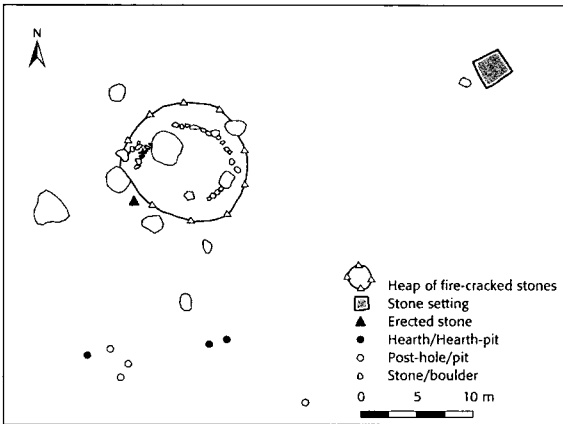 N
Heap of fire-cracked stones
Stone setting
Erected stone
Hearth/Hearth-pit
Post-hole/pit
Stone/boulder
0 5 10 m